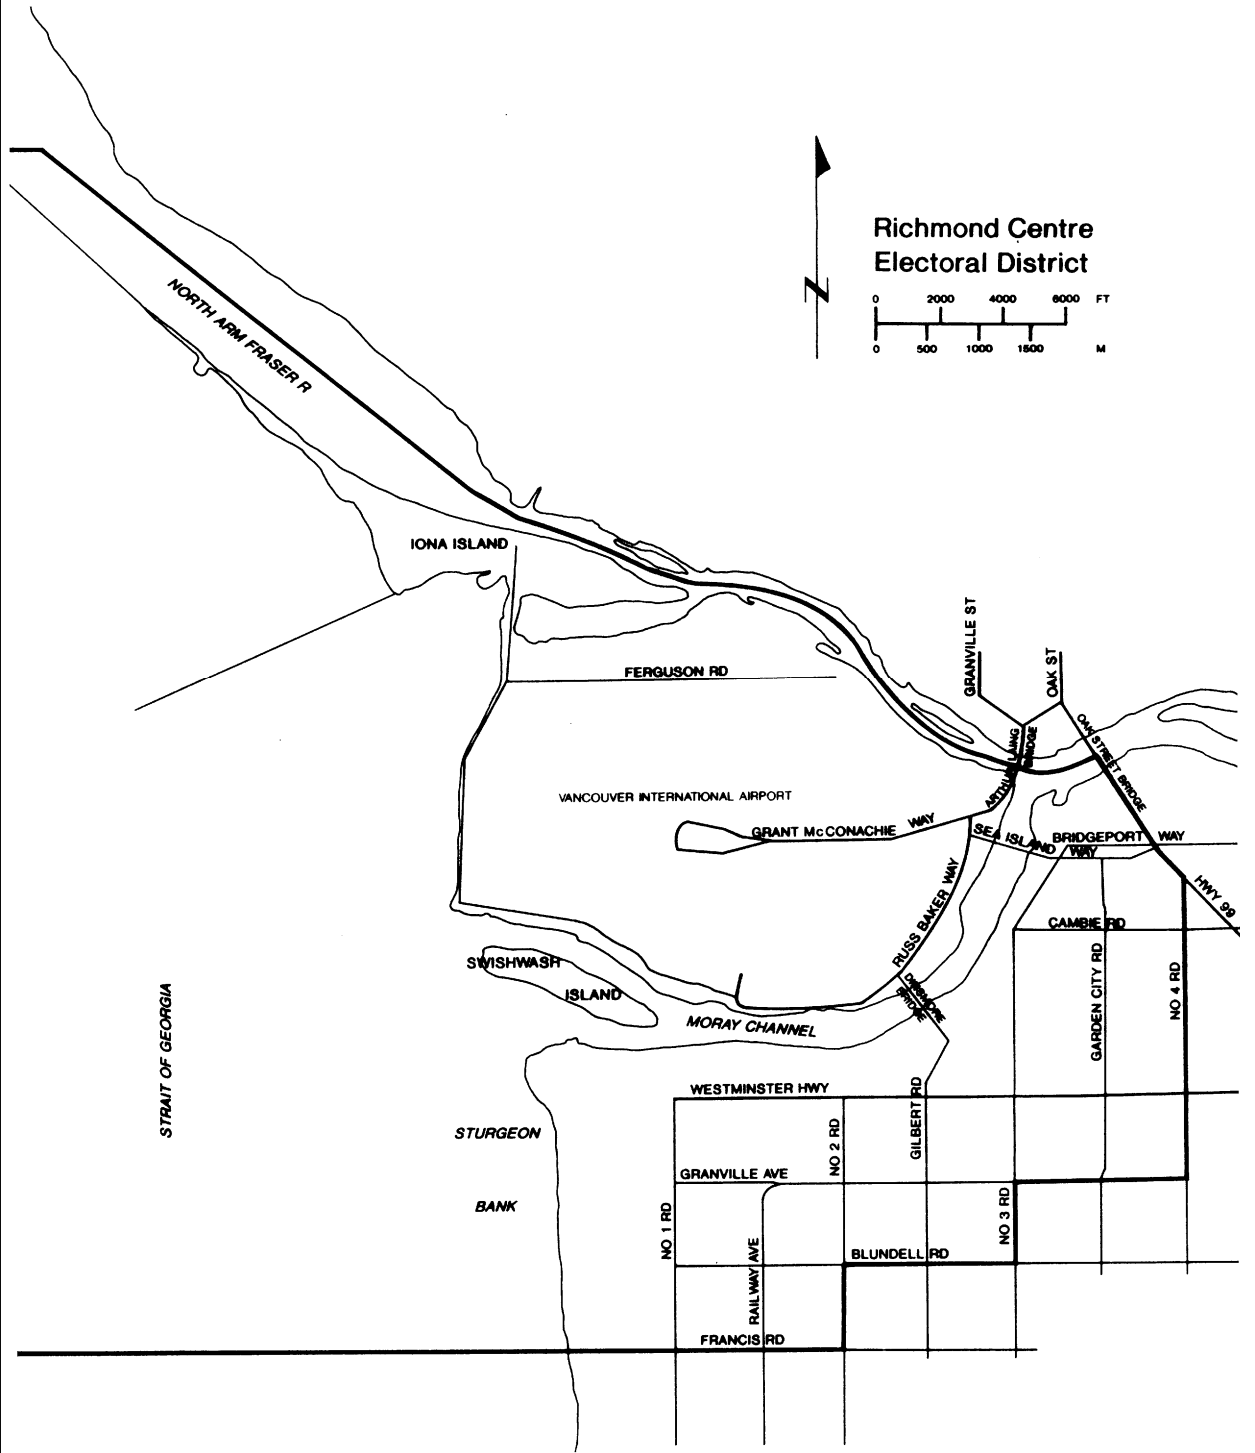 Richmond Centre
Electoral District
0 2000 4000 6000 FT
0 500 1000 1500 M
N
NORTH ARM FRASER R
IONA ISLAND
GRANVILLE ST
OAK ST
FERGUSON RD
OAK STREET BRIDGE
ARTHUR LAING
BRIDGE
VANCOUVER INTERNATIONAL AIRPORT
GRANT McCONACHIE WAY
SEA ISLAND
WAY
BRIDGEPORT WAY
HWY 99
RUSS BAKER WAY
CAMBIE RD
SWISHWASH
ISLAND
DINSMORE
BRIDGE
GARDEN CITY RD
NO 4 RD
MORAY CHANNEL
STRAIT OF GEORGIA
WESTMINSTER HWY
GILBERT RD
STURGEON
BANK
NO 2 RD
GRANVILLE AVE
NO 1 RD
NO 3 RD
RAILWAY AVE
BLUNDELL RD
FRANCIS RD